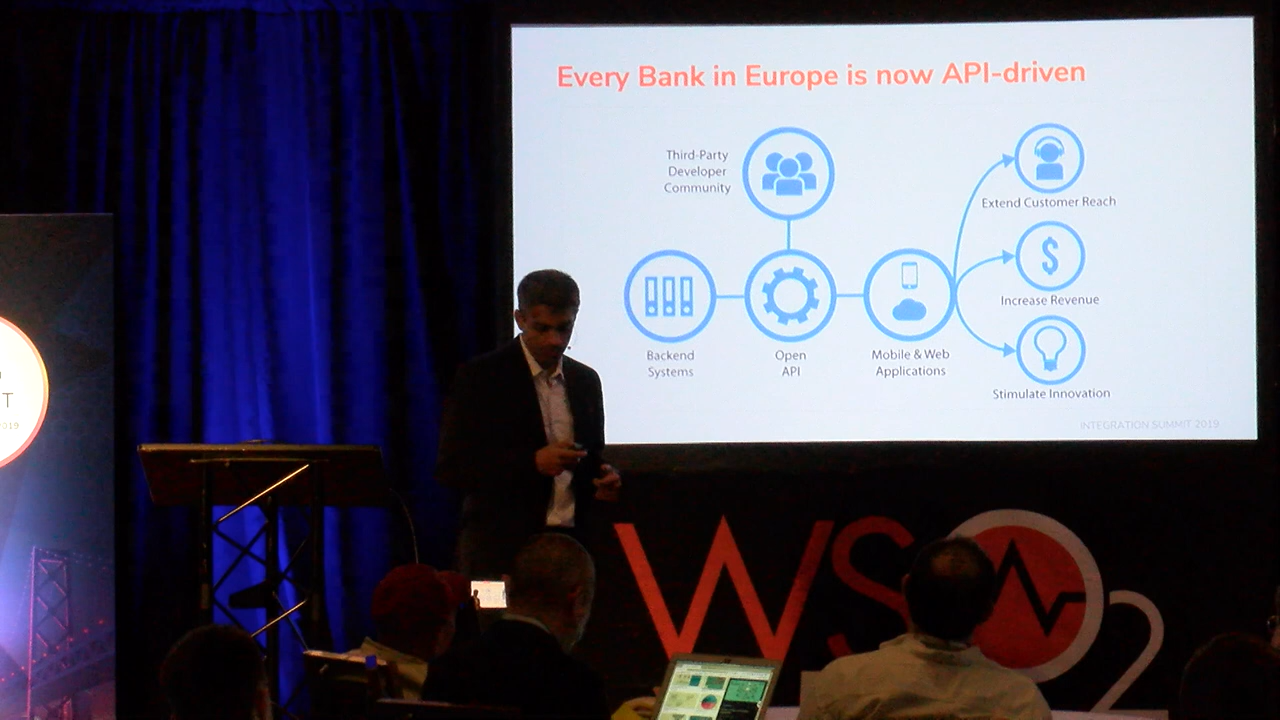 Every Bank in Europe is now API-driven
Third-Party
Developer
Community
Extend Customer Reach
Increase Revenue
Backend
Systems
Open
API
Mobile & Web
Applications
Stimulate Innovation
INTEGRATION SUMMIT 2019
T
2019
WSO2